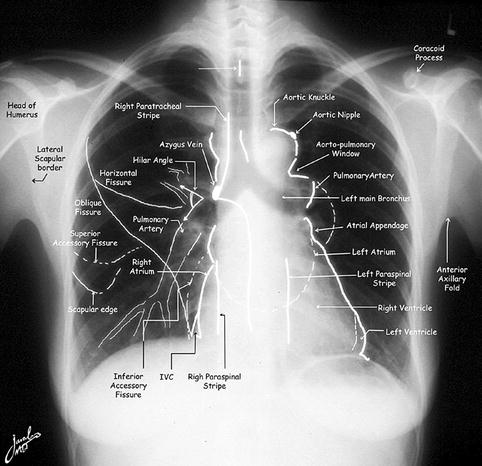 Coracoid
Process
Head of
Humerus
Right Paratracheal
Stripe
Aortic Knuckle
Aortic Nipple
Lateral
Scapular
border
Azygus Vein
Aorto-pulmonary
Window
Hilar Angle
Horizontal
Fissure
PulmonaryArtery
Left main Bronchus
Oblique
Fissure
Pulmonary
Artery
Atrial Appendage
Superior
Accessory Fissure
Left Atrium
Right
Atrium
Left Paraspinal
Stripe
Anterior
Axillary
Fold
Scapular edge
Right Ventricle
Left Ventricle
Inferior
Accessory
Fissure
IVC
Righ Paraspinal
Stripe